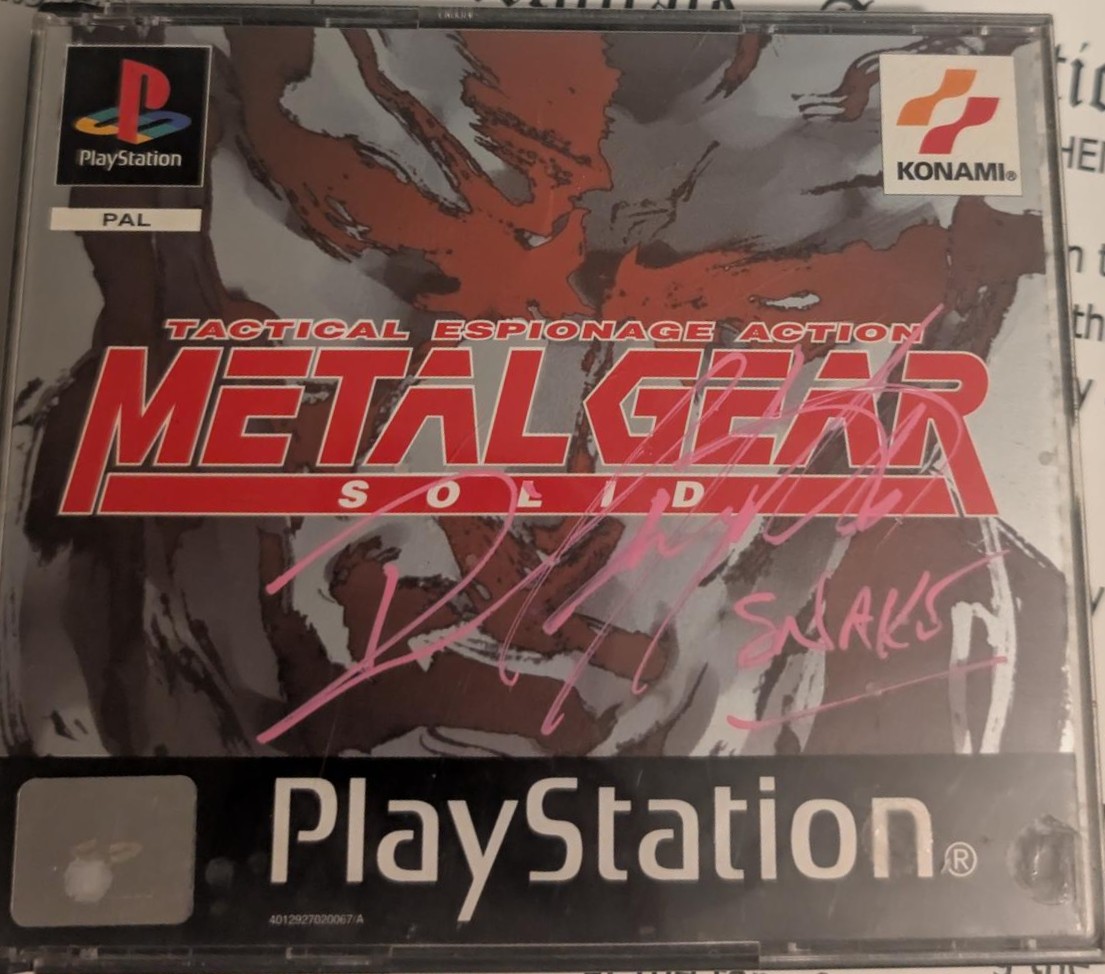 PlayStation
KONAMI®
PAL
TACTICAL ESPIONAGE ACTION
METAL GEAR
SOLID
SNAKE
PlayStation®
4012927020067/A